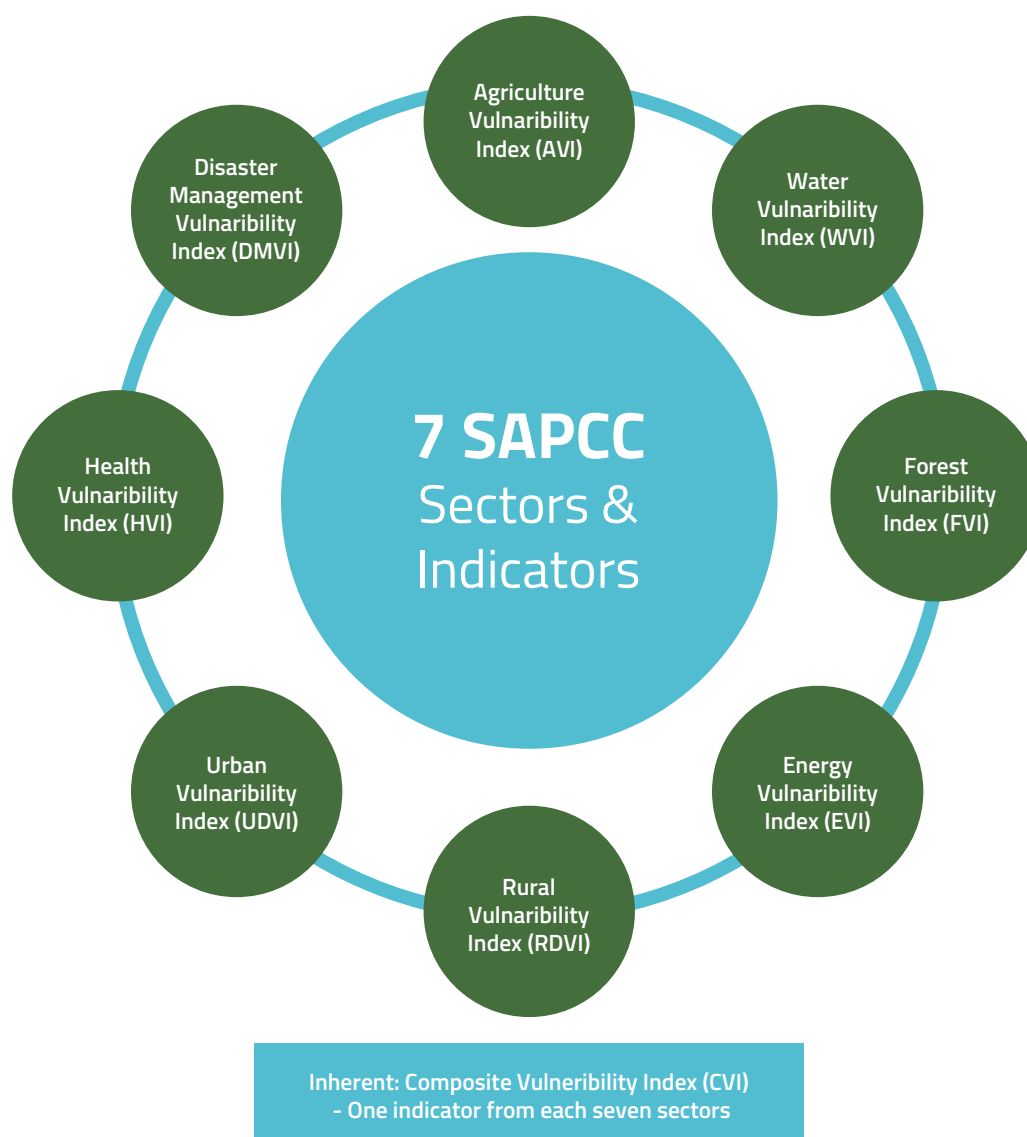 Agriculture
Vulnaribility
Index (AVI)
Water
Vulnaribility
Index (WVI)
Forest
Vulnaribility
Index (FVI)
Energy
Vulnaribility
Index (EVI)
Rural
Vulnaribility
Index (RDVI)
Urban
Vulnaribility
Index (UDVI)
Health
Vulnaribility
Index (HVI)
Disaster
Management
Vulnaribility
Index (DMVI)
7 SAPCC
Sectors &
Indicators
Inherent: Composite Vulneribility Index (CVI)
- One indicator from each seven sectors